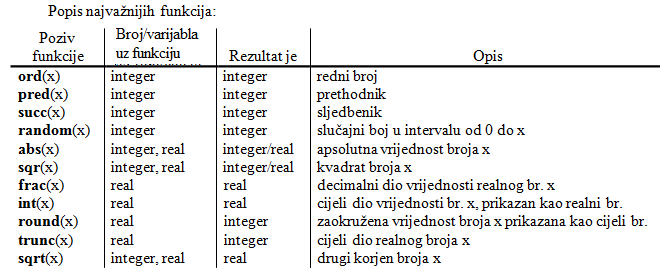 Popis najvažnijih funkcija:
Poziv funkcije | Broj/varijabla uz funkciju | Rezultat je | Opis
ord(x) integer integer redni broj
pred(x) integer integer prethodnik
succ(x) integer integer sljedbenik
random(x) integer integer slučajni boj u intervalu od 0 do x
abs(x) integer, real integer/real apsolutna vrijednost broja x
sqr(x) integer, real integer/real kvadrat broja x
frac(x) real real decimalni dio vrijednosti realnog br. x
int(x) real real cijeli dio vrijednosti br. x, prikazan kao realni br.
round(x) real integer zaokružena vrijednost broja x prikazana kao cijeli br.
trunc(x) real integer cijeli dio realnog broja x
sqrt(x) integer, real real drugi korjen broja x